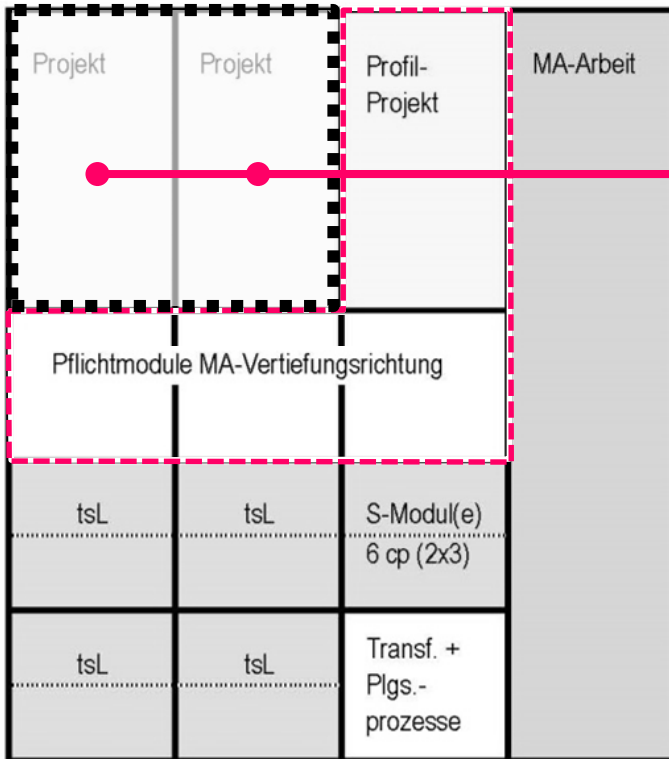 Projekt
Projekt
Profil-
Projekt
MA-Arbeit
Pflichtmodule MA-Vertiefungsrichtung
tsL
tsL
S-Modul(e)
6 cp (2x3)
tsL
tsL
Transf. +
Plgs.-
prozesse